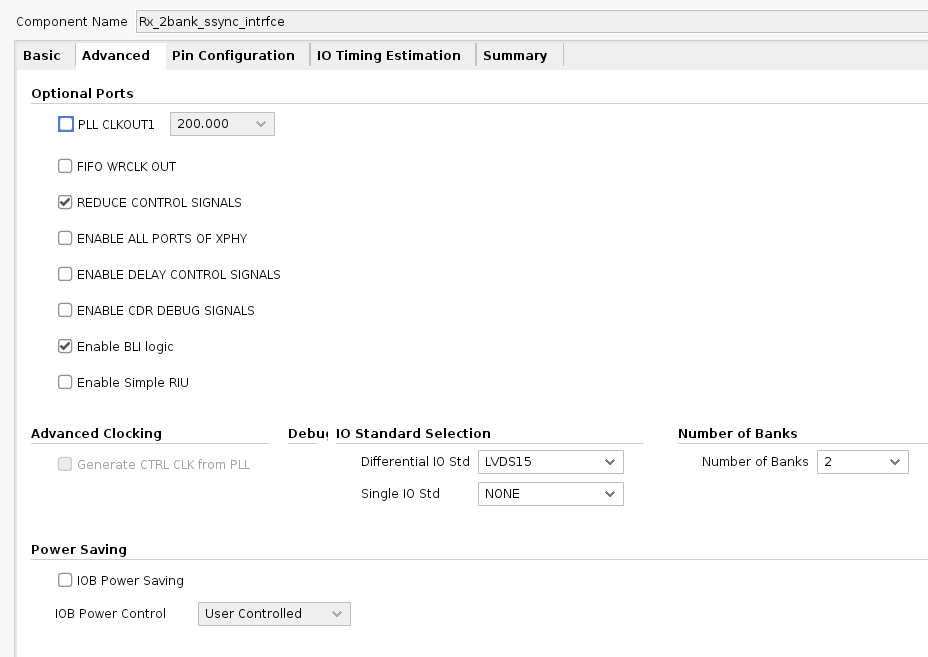 Component Name Rx_2bank_ssync_intrfce
Basic Advanced Pin Configuration IO Timing Estimation Summary
Optional Ports
PLL CLKOUT1 200.000
FIFO WRCLK OUT
REDUCE CONTROL SIGNALS
ENABLE ALL PORTS OF XPHY
ENABLE DELAY CONTROL SIGNALS
ENABLE CDR DEBUG SIGNALS
Enable BLI logic
Enable Simple RIU
Advanced Clocking Debug IO Standard Selection Number of Banks
Differential IO Std LVDS15 Number of Banks 2
Generate CTRL CLK from PLL
Single IO Std NONE
Power Saving
IOB Power Saving
IOB Power Control User Controlled